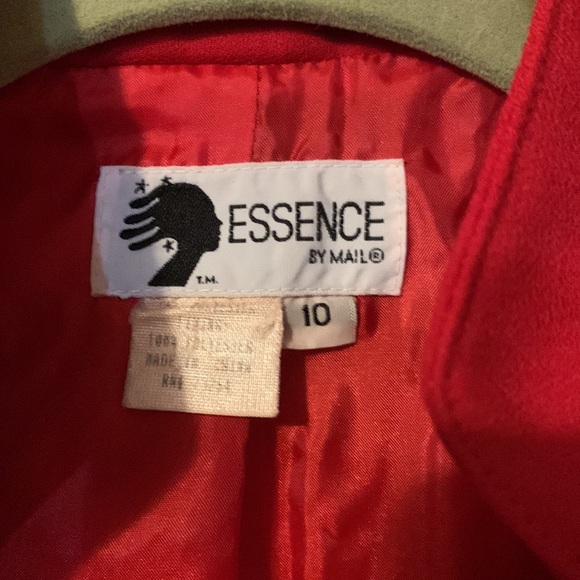 ESSENCE
BY MAIL®
T.M.
10
100% POLYESTER
MADE IN CHINA